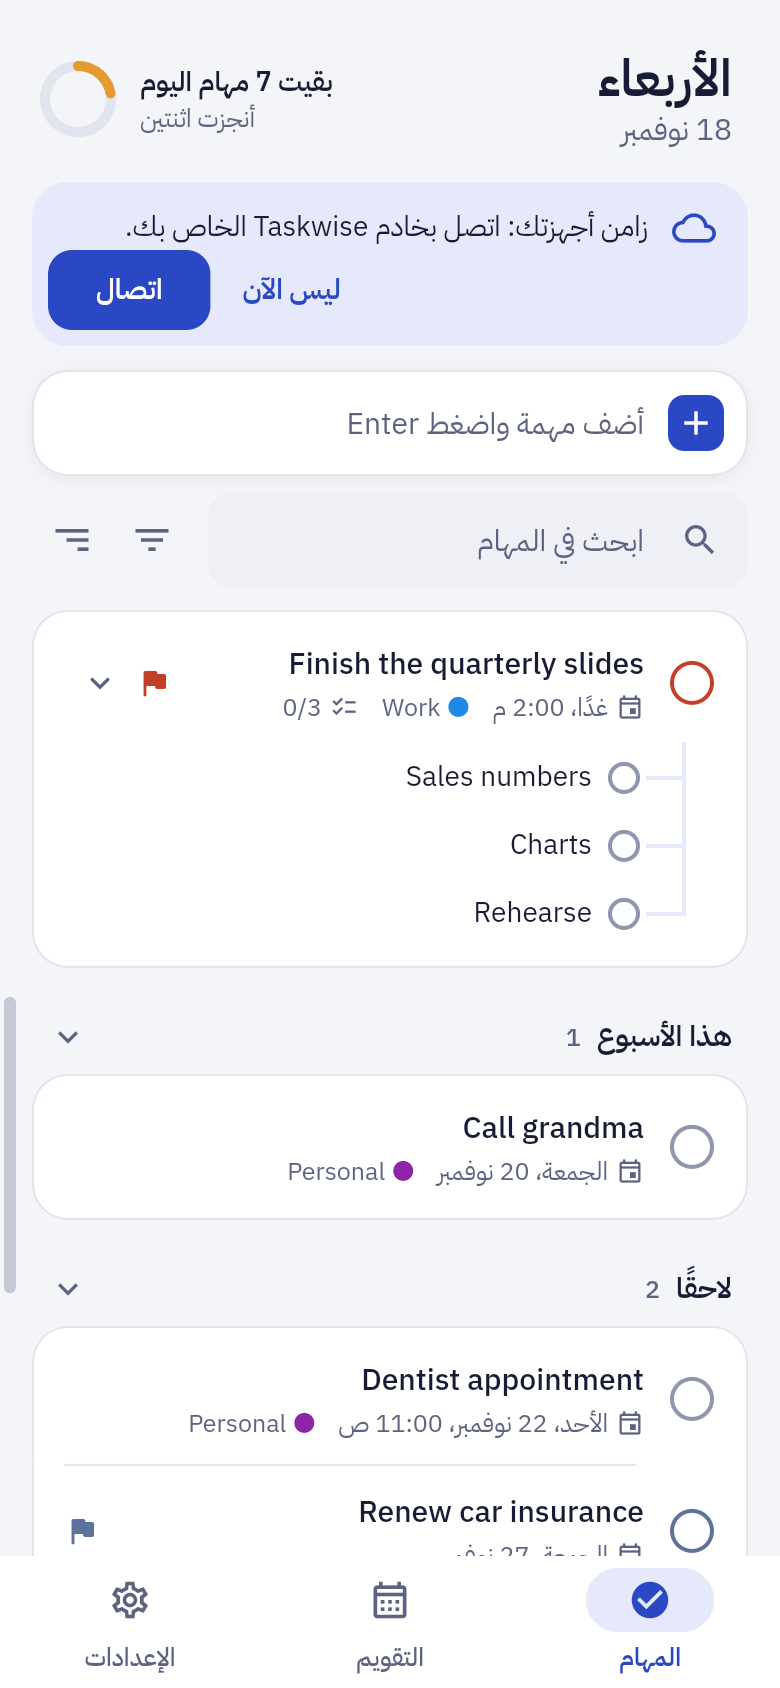 الأربعاء
18 نوفمبر
بقيت 7 مهام اليوم
أنجزت اثنتين
زامن أجهزتك: اتصل بخادم Taskwise الخاص بك.
ليس الآن
اتصال
أضف مهمة واضغط Enter
ابحث في المهام
Finish the quarterly slides
غدًا، 2:00 م Work 0/3
Sales numbers
Charts
Rehearse
هذا الأسبوع 1
Call grandma
الجمعة، 20 نوفمبر Personal
لاحقًا 2
Dentist appointment
الأحد، 22 نوفمبر، 11:00 ص Personal
Renew car insurance
الجمعة، 27 نوفمبر
المهام
التقويم
الإعدادات